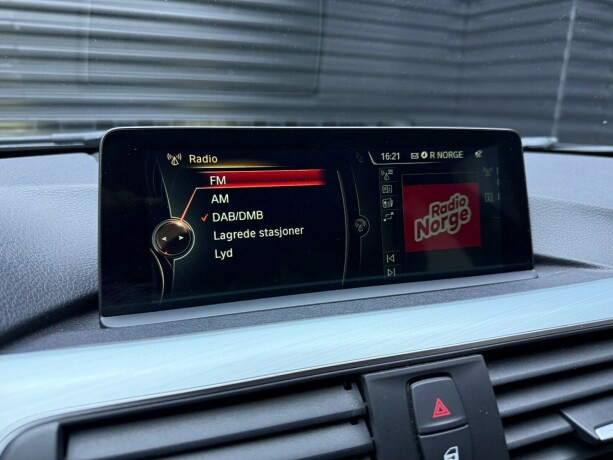 Radio
16:21 R NORGE
FM
AM
DAB/DMB
Lagrede stasjoner
Lyd
Radio
Norge